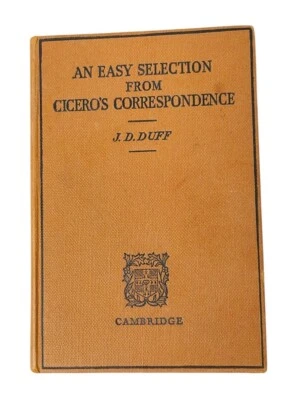 AN EASY SELECTION
FROM
CICERO'S CORRESPONDENCE
J. D. DUFF
CAMBRIDGE